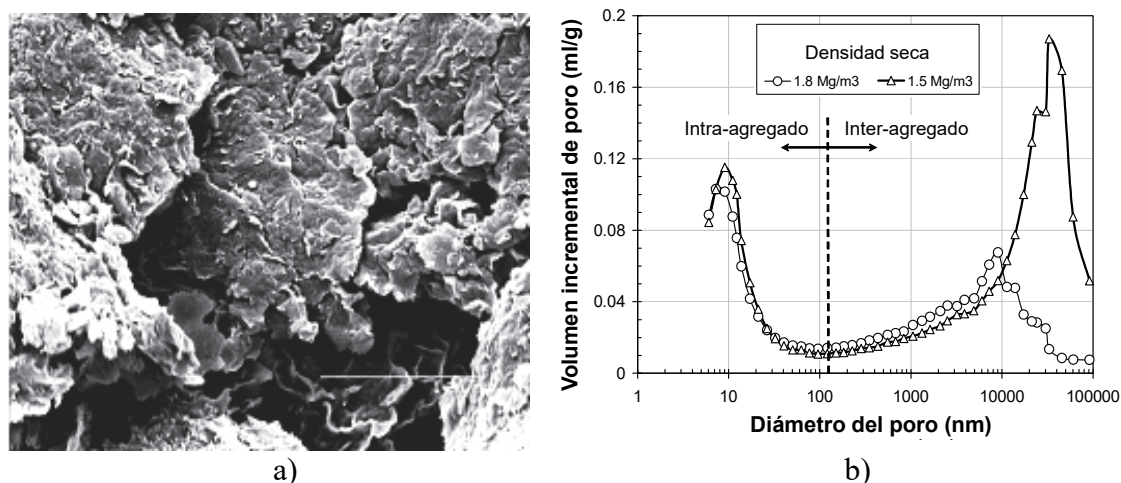 0.2
0.16
0.12
0.08
0.04
0
Volumen incremental de poro (ml/g)
Densidad seca
1.8 Mg/m3
1.5 Mg/m3
Intra-agregado
Inter-agregado
1
10
100
1000
10000
100000
Diámetro del poro (nm)
a)
b)